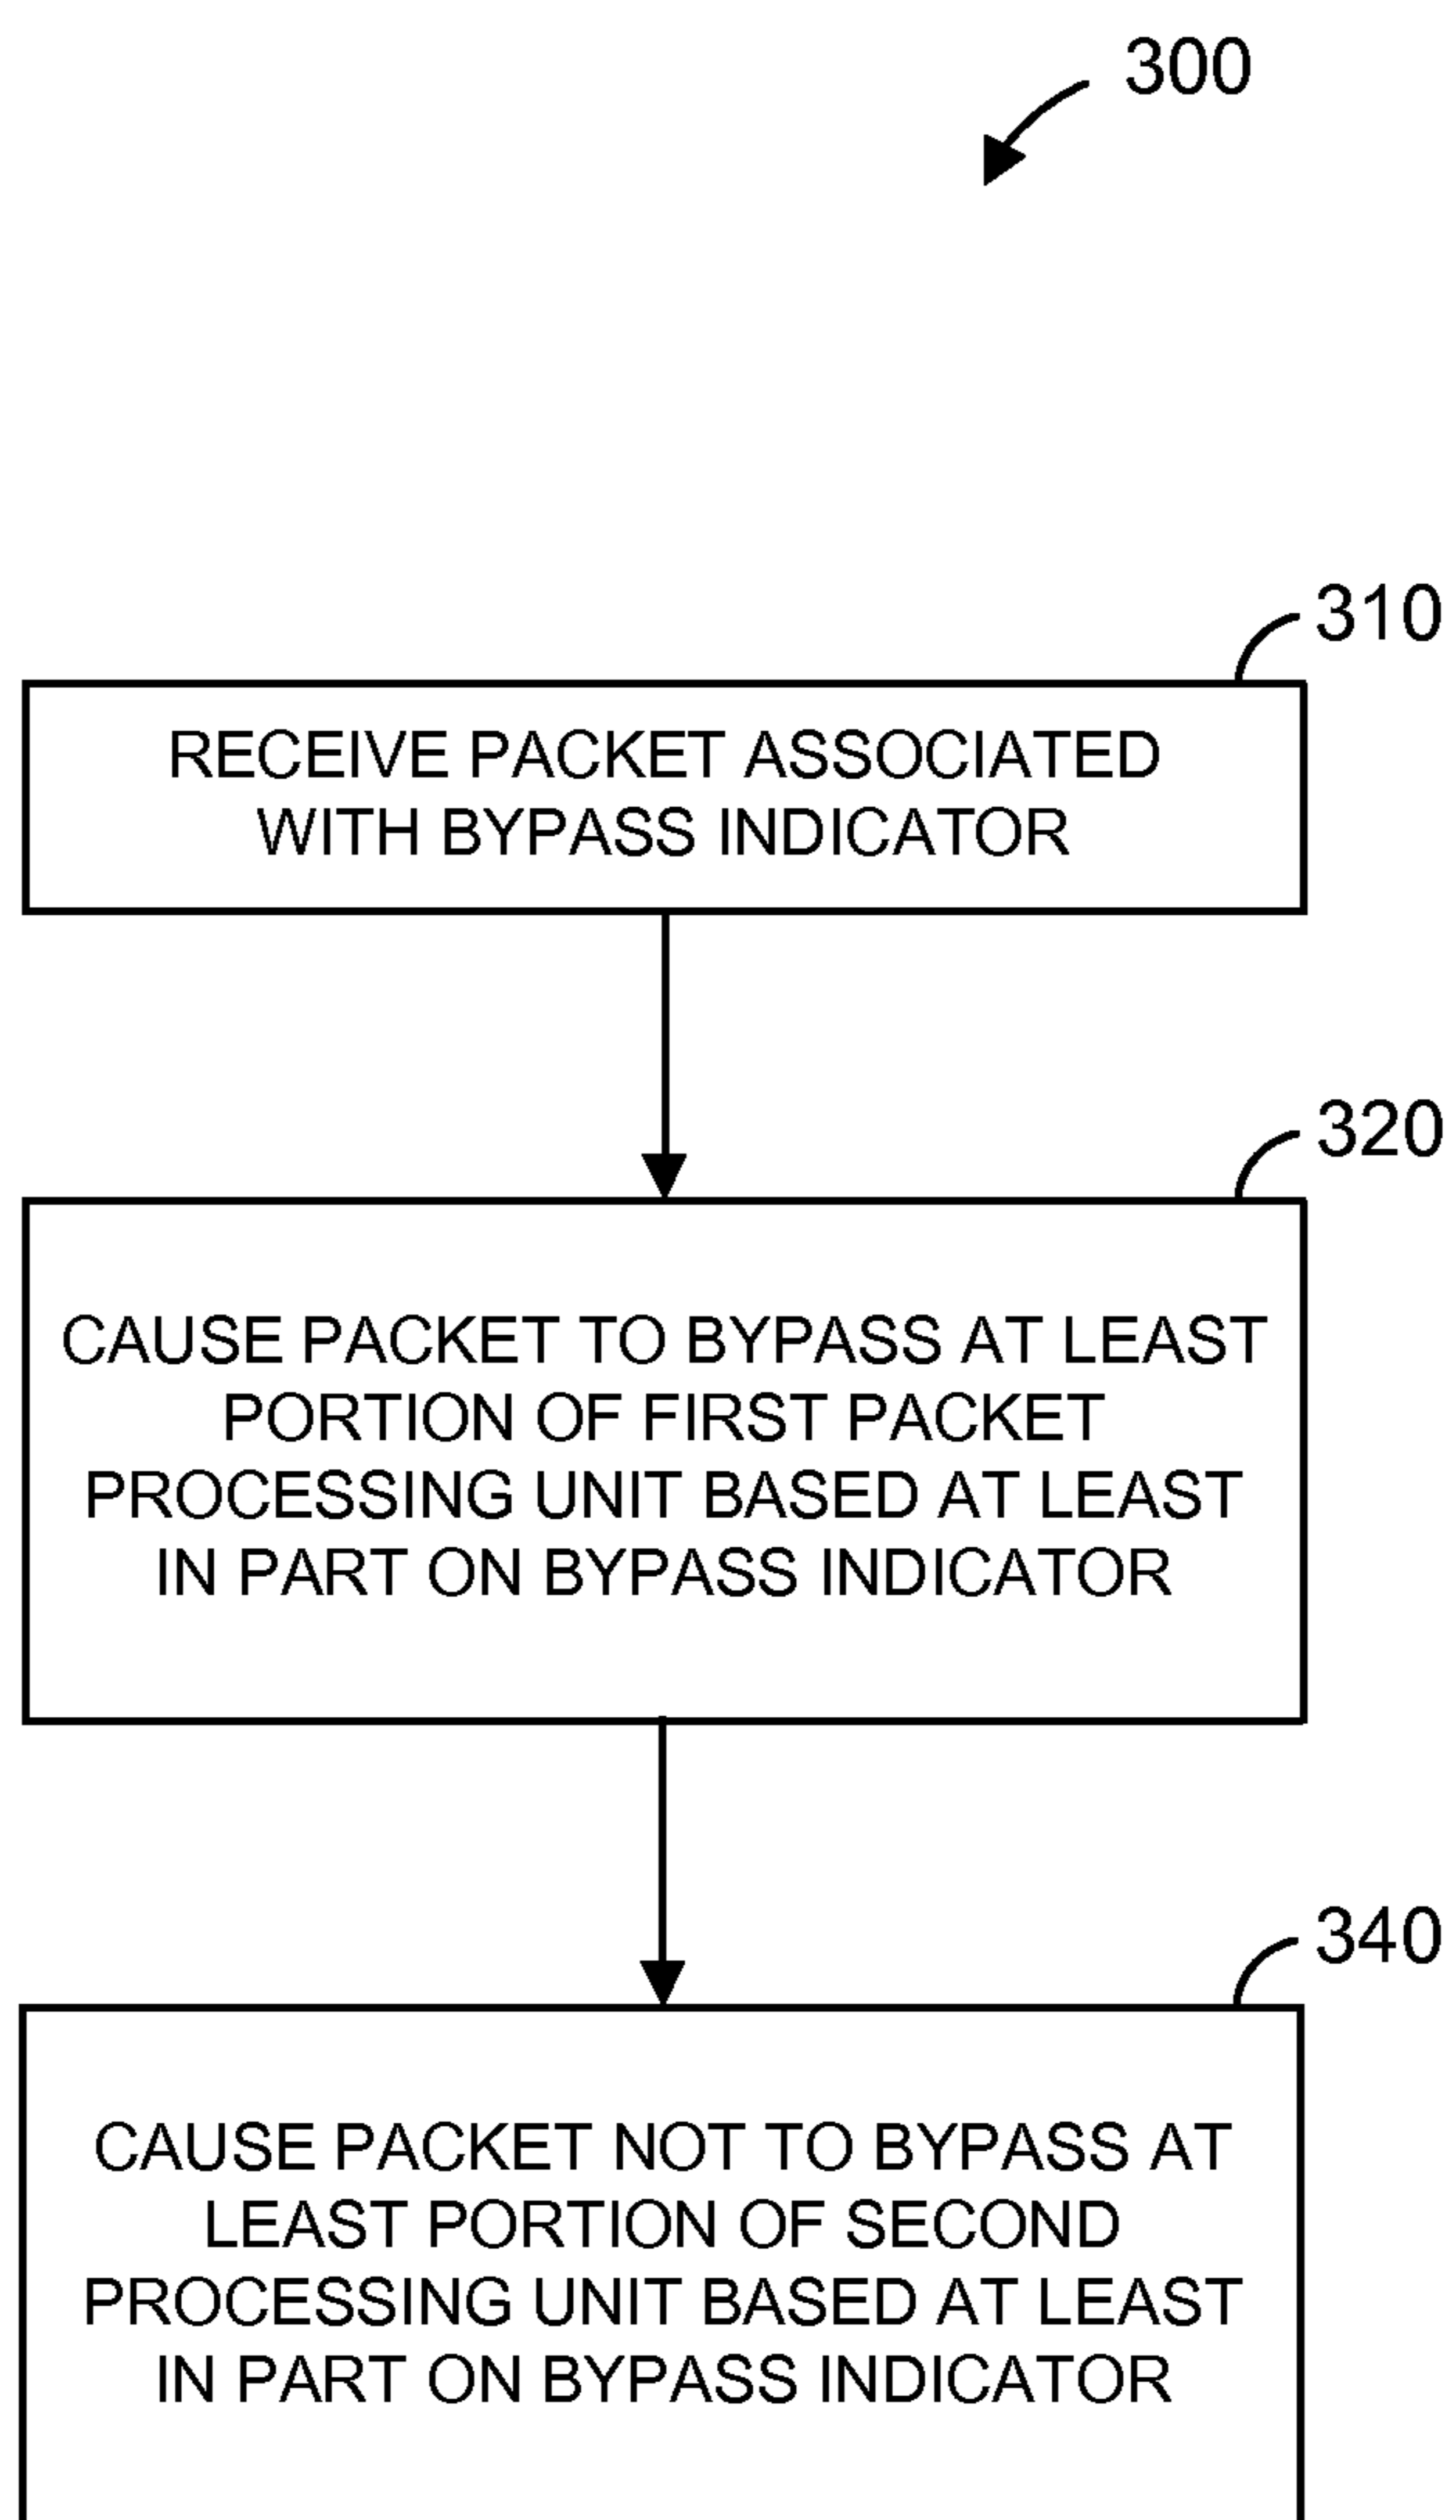 300
310
RECEIVE PACKET ASSOCIATED
WITH BYPASS INDICATOR
320
CAUSE PACKET TO BYPASS AT LEAST
PORTION OF FIRST PACKET
PROCESSING UNIT BASED AT LEAST
IN PART ON BYPASS INDICATOR
340
CAUSE PACKET NOT TO BYPASS AT
LEAST PORTION OF SECOND
PROCESSING UNIT BASED AT LEAST
IN PART ON BYPASS INDICATOR